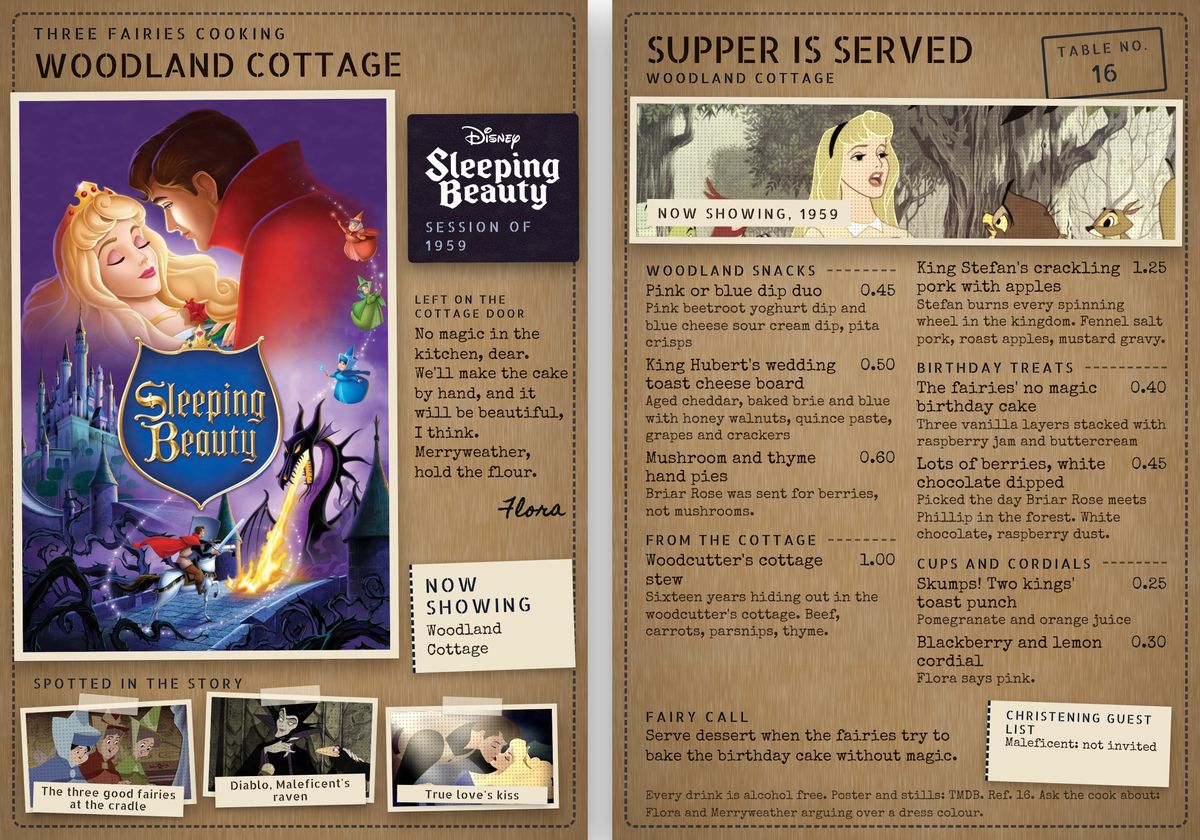 THREE FAIRIES COOKING
WOODLAND COTTAGE
Sleeping
Beauty
Disney
Sleeping
Beauty
SESSION OF
1959
LEFT ON THE
COTTAGE DOOR
No magic in the
kitchen, dear.
We'll make the cake
by hand, and it
will be beautiful,
I think.
Merryweather,
hold the flour.
Flora
NOW
SHOWING
Woodland
Cottage
SPOTTED IN THE STORY
The three good fairies
at the cradle
Diablo, Maleficent's
raven
True love's kiss
SUPPER IS SERVED
WOODLAND COTTAGE
TABLE NO.
16
NOW SHOWING, 1959
WOODLAND SNACKS
Pink or blue dip duo 0.45
Pink beetroot yoghurt dip and
blue cheese sour cream dip, pita
crisps
King Hubert's wedding 0.50
toast cheese board
Aged cheddar, baked brie and blue
with honey walnuts, quince paste,
grapes and crackers
Mushroom and thyme 0.60
hand pies
Briar Rose was sent for berries,
not mushrooms.
FROM THE COTTAGE
Woodcutter's cottage 1.00
stew
Sixteen years hiding out in the
woodcutter's cottage. Beef,
carrots, parsnips, thyme.
King Stefan's crackling 1.25
pork with apples
Stefan burns every spinning
wheel in the kingdom. Fennel salt
pork, roast apples, mustard gravy.
BIRTHDAY TREATS
The fairies' no magic 0.40
birthday cake
Three vanilla layers stacked with
raspberry jam and buttercream
Lots of berries, white 0.45
chocolate dipped
Picked the day Briar Rose meets
Phillip in the forest. White
chocolate, raspberry dust.
CUPS AND CORDIALS
Skumps! Two kings' 0.25
toast punch
Pomegranate and orange juice
Blackberry and lemon 0.30
cordial
Flora says pink.
FAIRY CALL
Serve dessert when the fairies try to
bake the birthday cake without magic.
CHRISTENING GUEST
LIST
Maleficent: not invited
Every drink is alcohol free. Poster and stills: TMDB. Ref. 16. Ask the cook about:
Flora and Merryweather arguing over a dress colour.